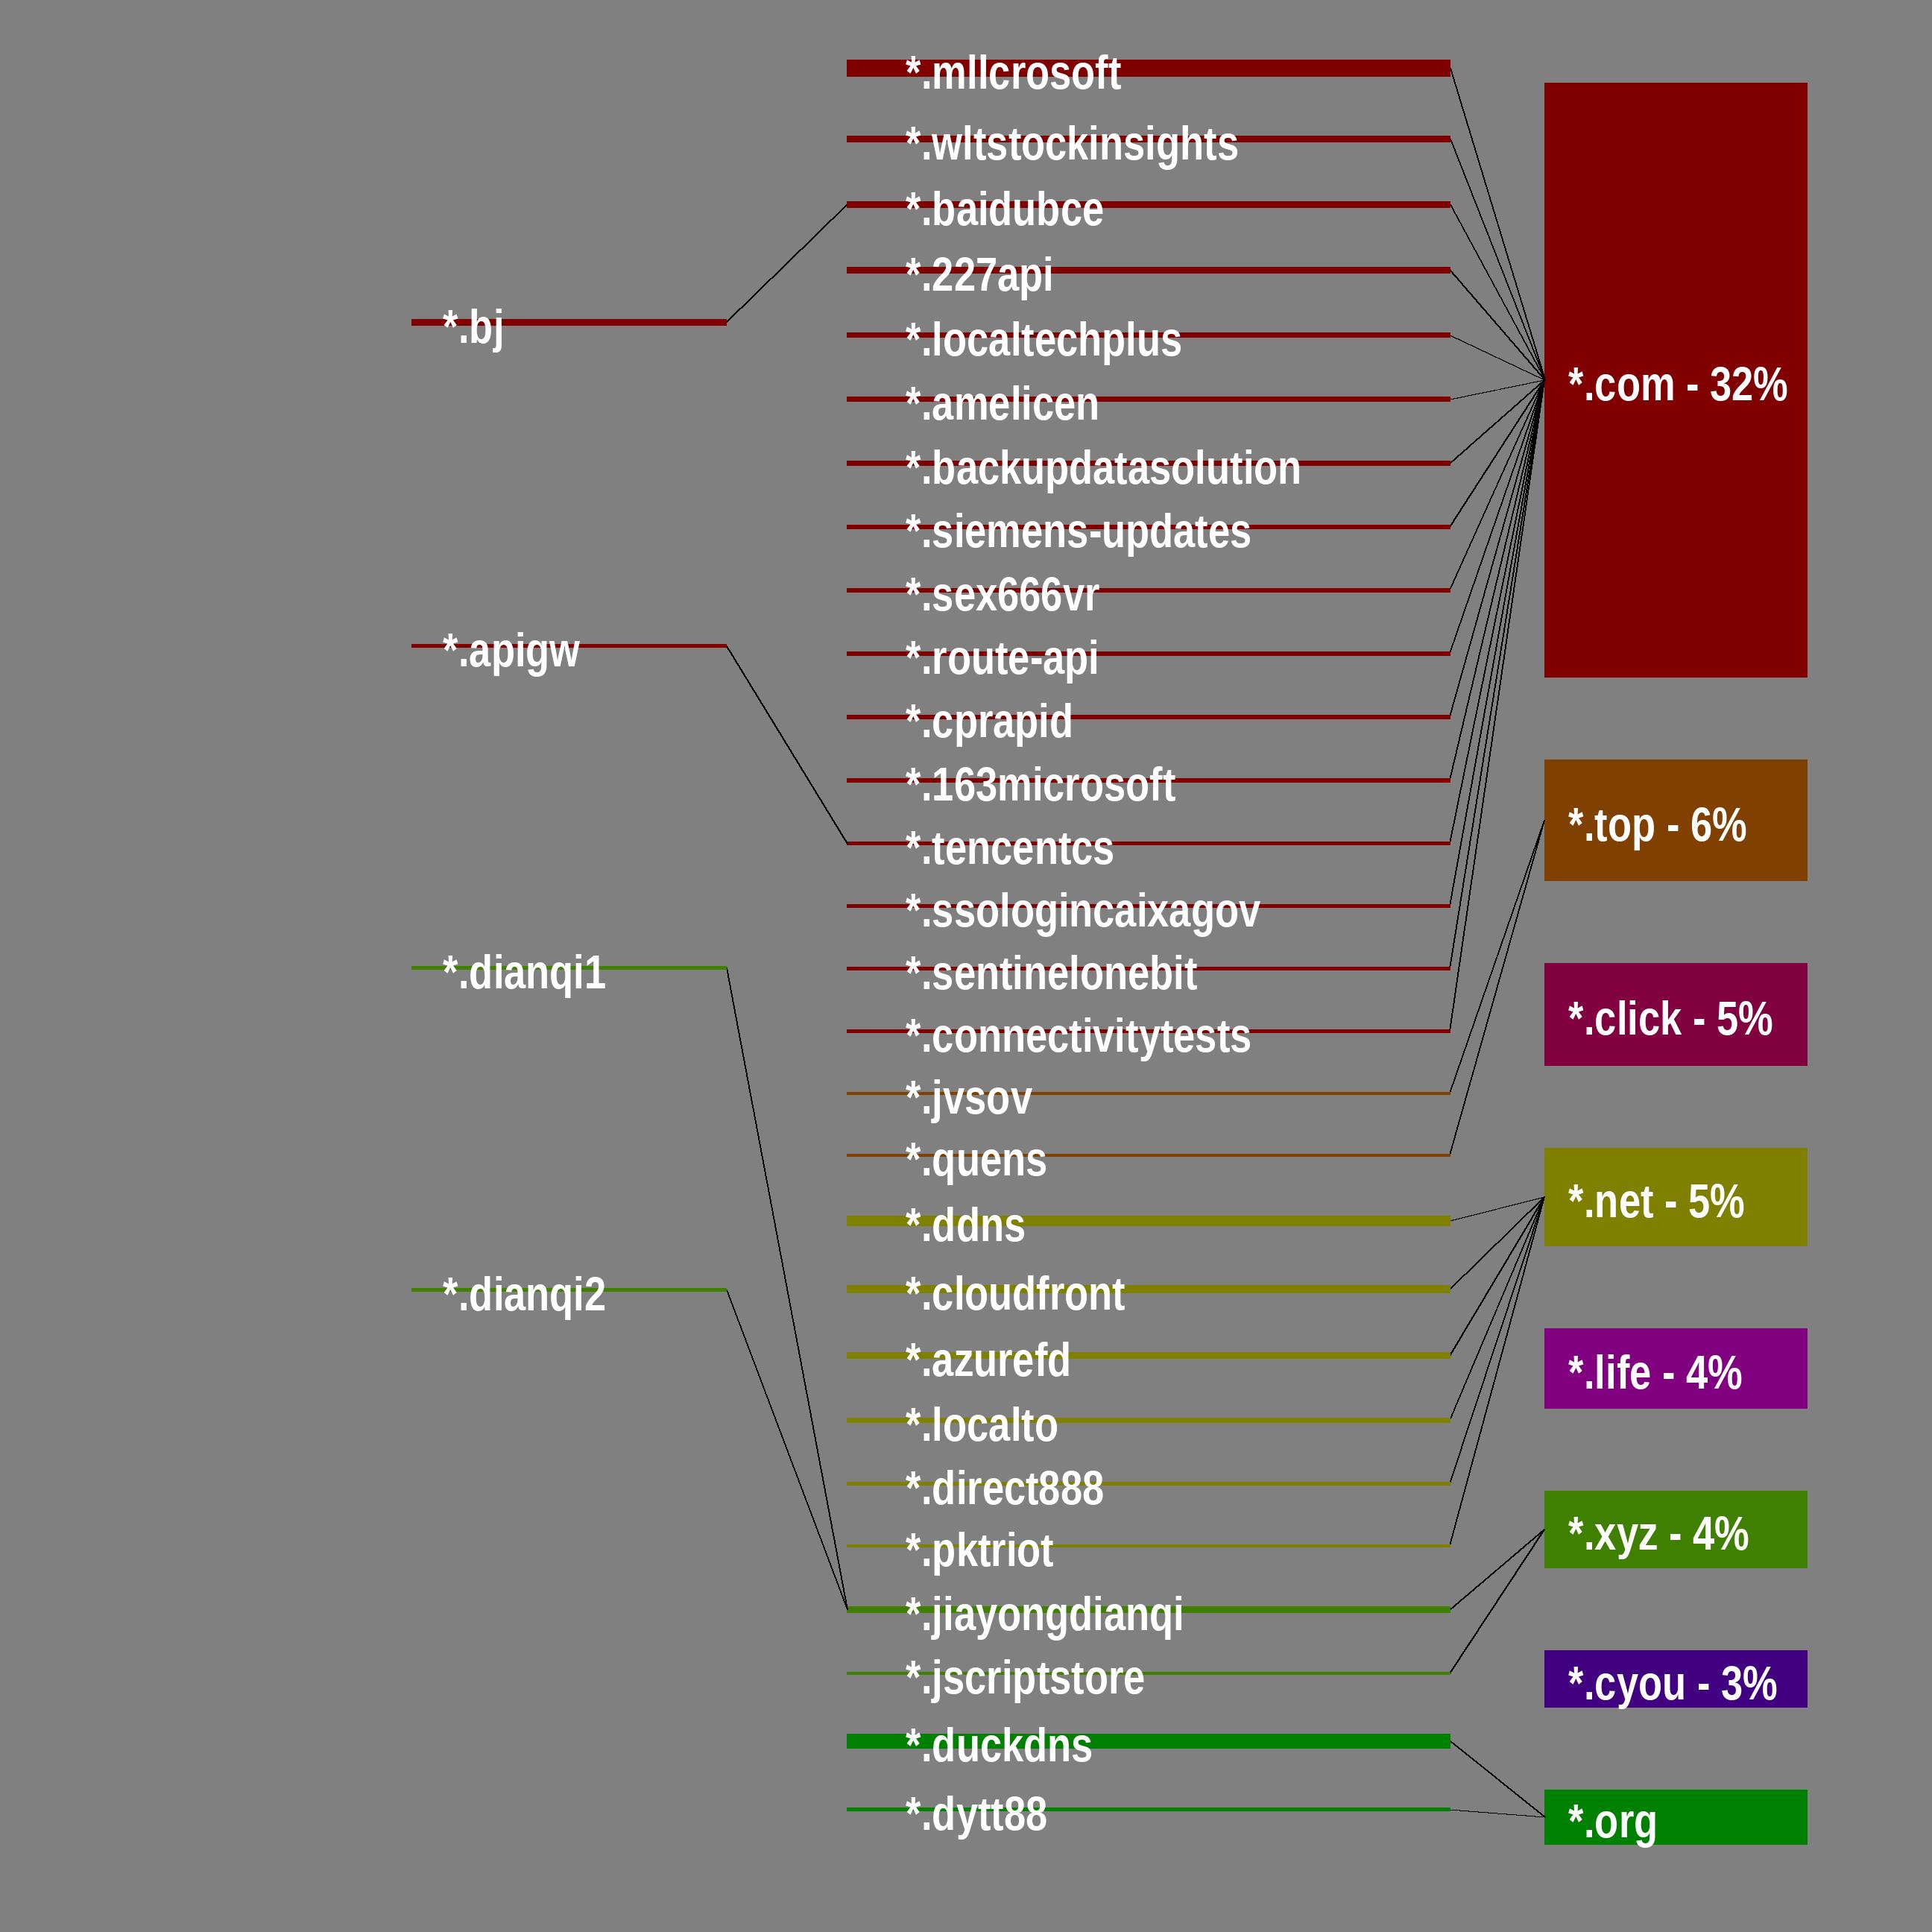 *.bj
*.apigw
*.dianqi1
*.dianqi2
*.mllcrosoft
*.wltstockinsights
*.baidubce
*.227api
*.localtechplus
*.amelicen
*.backupdatasolution
*.siemens-updates
*.sex666vr
*.route-api
*.cprapid
*.163microsoft
*.tencentcs
*.ssologincaixagov
*.sentinelonebit
*.connectivitytests
*.jvsov
*.quens
*.ddns
*.cloudfront
*.azurefd
*.localto
*.direct888
*.pktriot
*.jiayongdianqi
*.jscriptstore
*.duckdns
*.dytt88
*.com - 32%
*.top - 6%
*.click - 5%
*.net - 5%
*.life - 4%
*.xyz - 4%
*.cyou - 3%
*.org